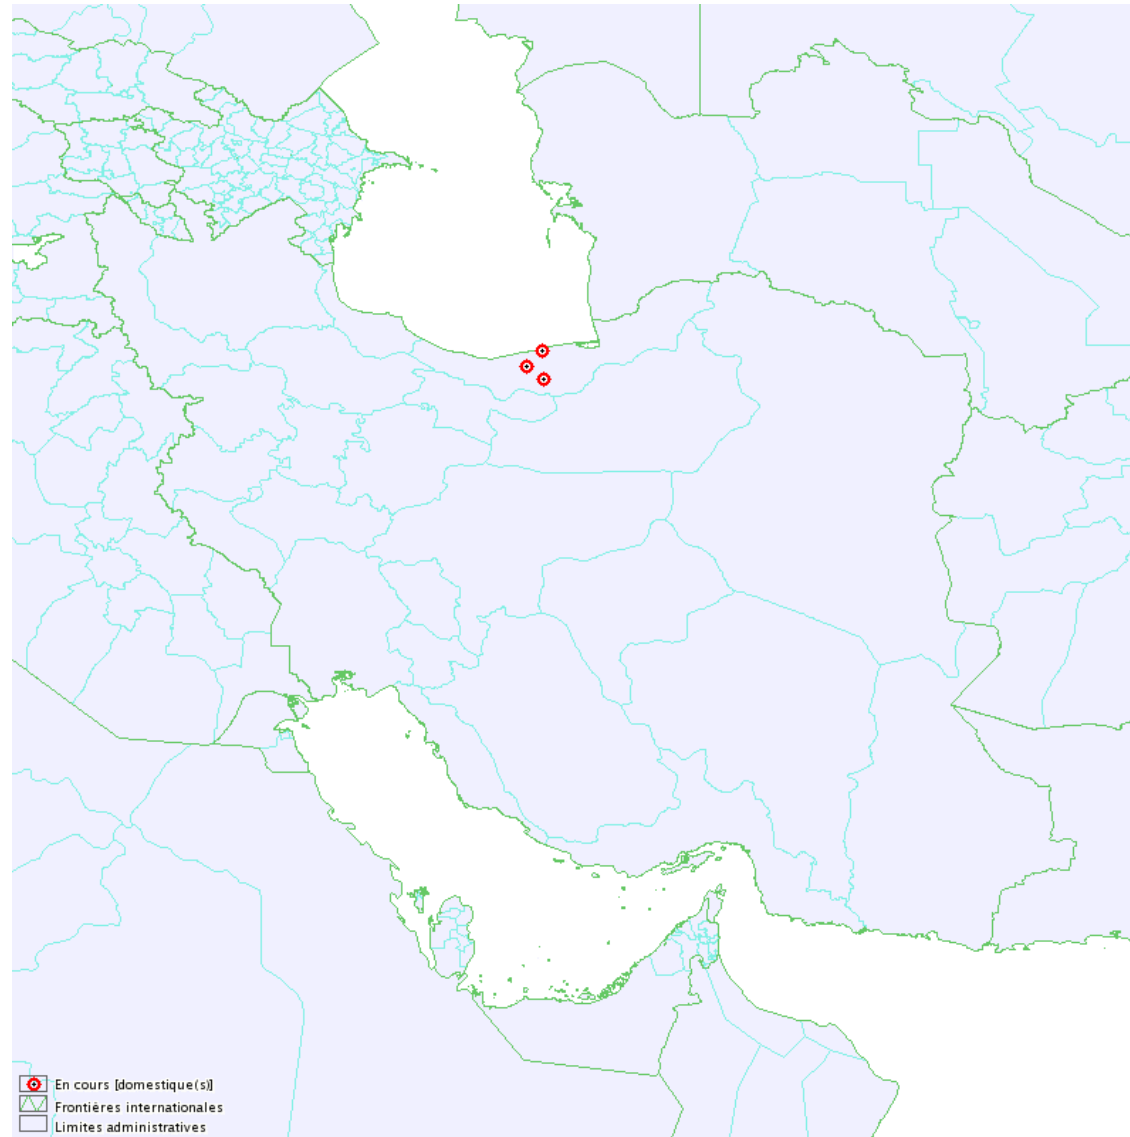 En cours [domestique(s)]
Frontières internationales
Limites administratives